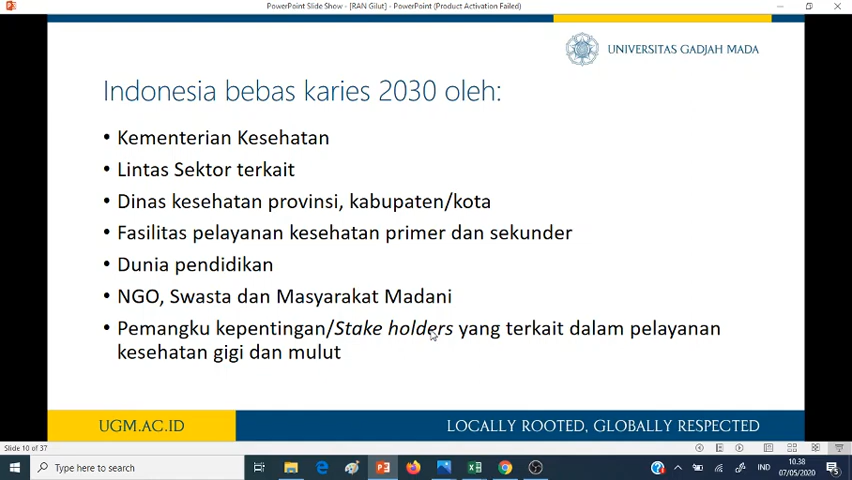 PowerPoint Slide Show - [RAN Gilut] - PowerPoint (Product Activation Failed)
UNIVERSITAS GADJAH MADA
Indonesia bebas karies 2030 oleh:
• Kementerian Kesehatan
• Lintas Sektor terkait
• Dinas kesehatan provinsi, kabupaten/kota
• Fasilitas pelayanan kesehatan primer dan sekunder
• Dunia pendidikan
• NGO, Swasta dan Masyarakat Madani
• Pemangku kepentingan/Stake holders yang terkait dalam pelayanan
kesehatan gigi dan mulut
UGM.AC.ID
LOCALLY ROOTED, GLOBALLY RESPECTED
Slide 10 of 37
Type here to search
IND
10.38
07/05/2020
5